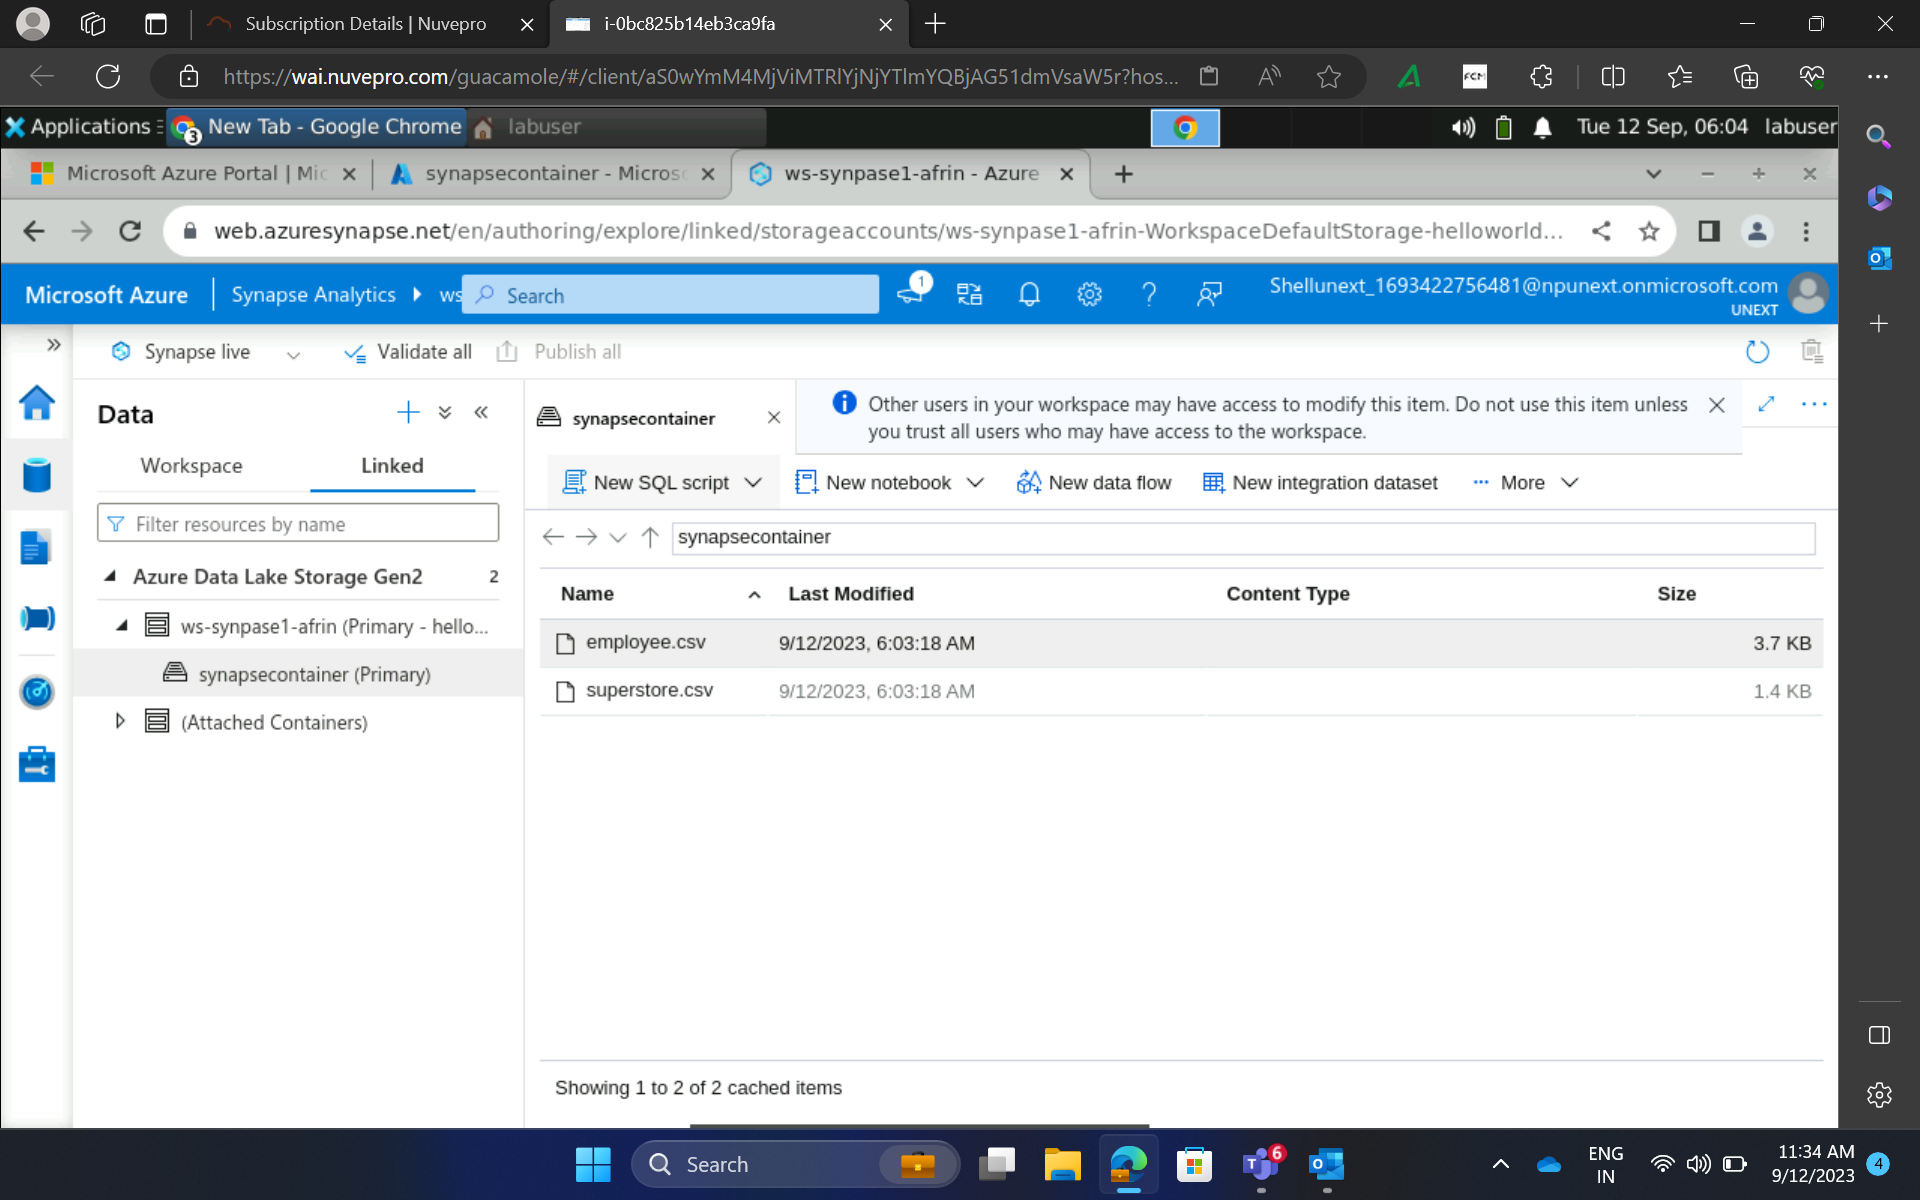 Subscription Details | Nuvepro
i-0bc825b14eb3ca9fa
https://wai.nuvepro.com/guacamole/#/client/aS0wYmM4MjViMTRlYjNjYTlmYQBjAG51dmVsaW5r?hos...
FCM
Applications
3
New Tab - Google Chrome
labuser
Tue 12 Sep, 06:04 labuser
Microsoft Azure Portal | Mic
synapsecontainer - Microso
ws-synpase1-afrin - Azure
web.azuresynapse.net/en/authoring/explore/linked/storageaccounts/ws-synpase1-afrin-WorkspaceDefaultStorage-helloworld...
Microsoft Azure
Synapse Analytics
ws
Search
1
Shellunext_1693422756481@npunext.onmicrosoft.com
UNEXT
Synapse live
Validate all
Publish all
Data
Workspace
Linked
Filter resources by name
Azure Data Lake Storage Gen2 2
ws-synpase1-afrin (Primary - hello...
synapsecontainer (Primary)
(Attached Containers)
synapsecontainer
Other users in your workspace may have access to modify this item. Do not use this item unless
you trust all users who may have access to the workspace.
New SQL script
New notebook
New data flow
New integration dataset
More
synapsecontainer
Name Last Modified Content Type Size
employee.csv 9/12/2023, 6:03:18 AM 3.7 KB
superstore.csv 9/12/2023, 6:03:18 AM 1.4 KB
Showing 1 to 2 of 2 cached items
Search
6
ENG
IN
11:34 AM
9/12/2023
4